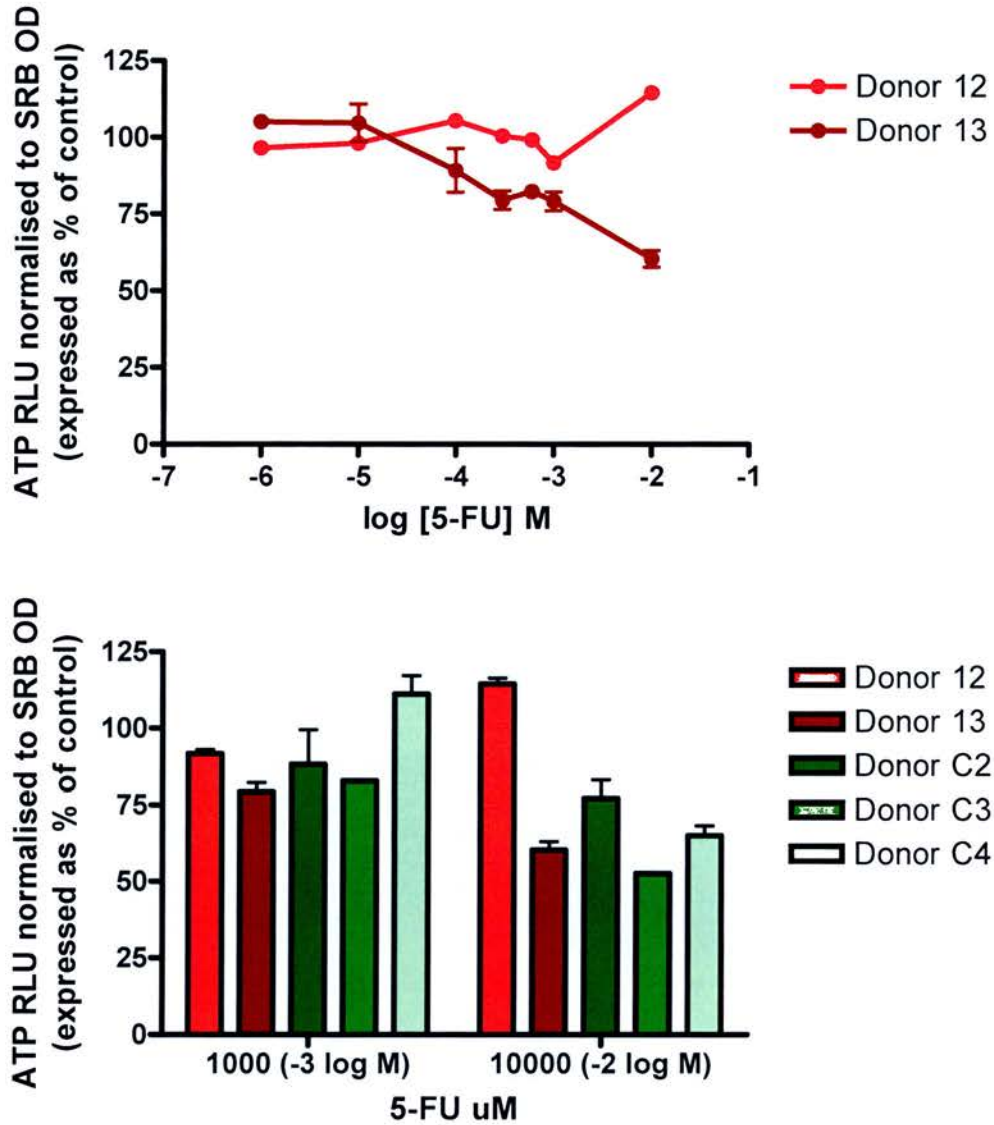 ATP RLU normalised to SRB OD
(expressed as % of control)
125
100
75
50
25
0
-7
-6
-5
-4
-3
-2
-1
log [5-FU] M
Donor 12
Donor 13
ATP RLU normalised to SRB OD
(expressed as % of control)
125
100
75
50
25
0
1000 (-3 log M)
10000 (-2 log M)
5-FU uM
Donor 12
Donor 13
Donor C2
Donor C3
Donor C4